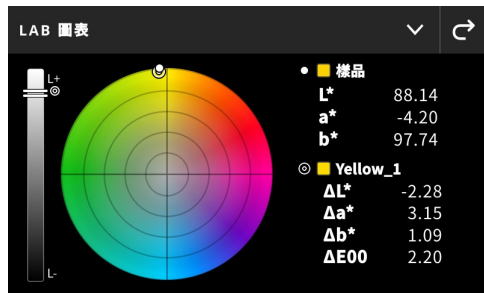 LAB 圖表
L+
L-
樣品
L* 88.14
a* -4.20
b* 97.74
Yellow_1
ΔL* -2.28
Δa* 3.15
Δb* 1.09
ΔE00 2.20